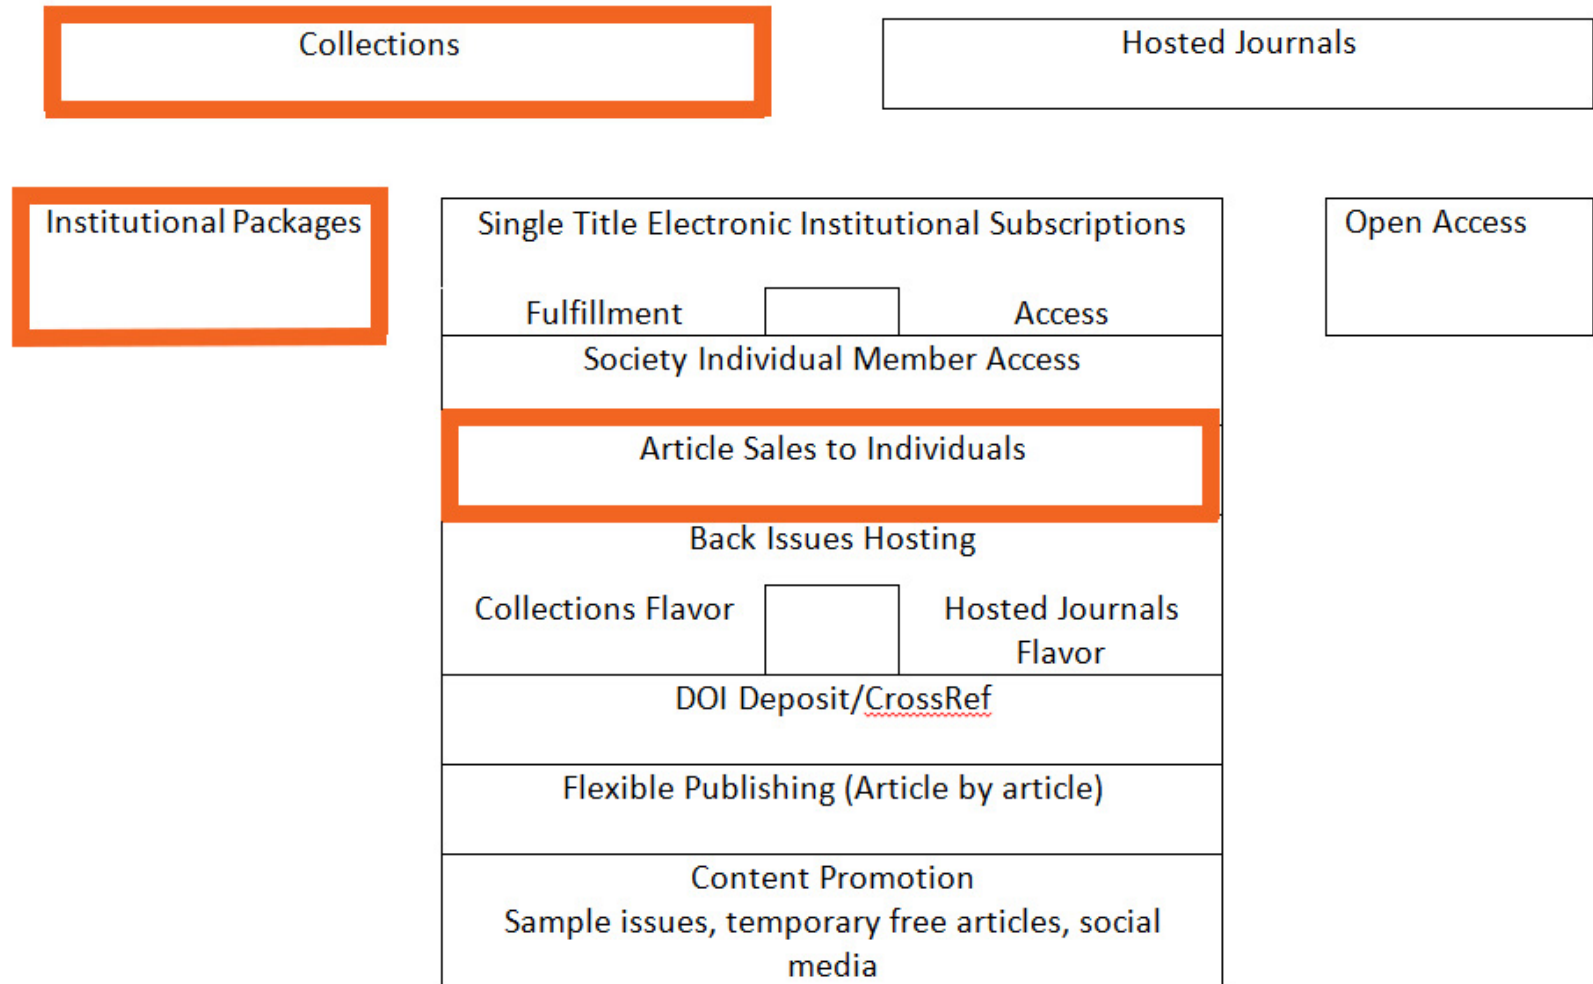 Collections
Hosted Journals
Institutional Packages
Single Title Electronic Institutional Subscriptions
Fulfillment
Access
Open Access
Society Individual Member Access
Article Sales to Individuals
Back Issues Hosting
Collections Flavor
Hosted Journals
Flavor
DOI Deposit/CrossRef
Flexible Publishing (Article by article)
Content Promotion
Sample issues, temporary free articles, social
media